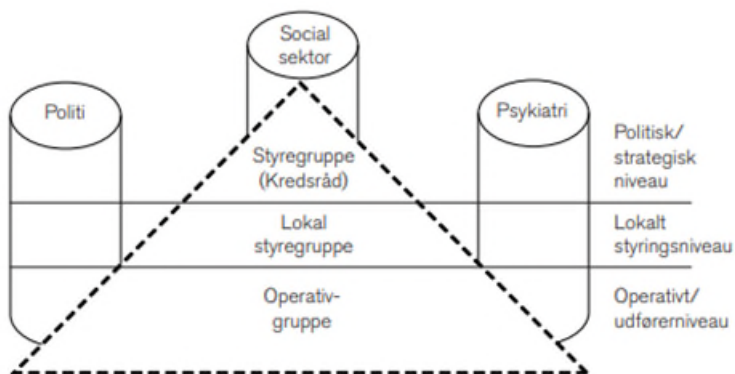 Social
sektor
Politi
Psykiatri
Styregruppe
(Kredsråd)
Politisk/
strategisk
niveau
Lokal
styregruppe
Lokalt
styringsniveau
Operativ-
gruppe
Operativt/
udførerniveau